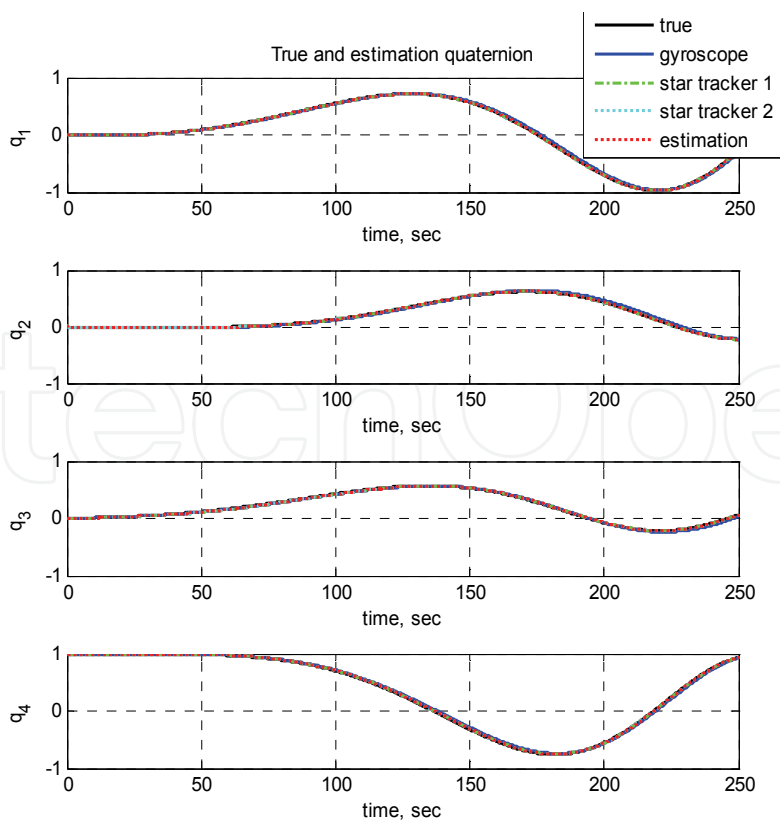 True and estimation quaternion
true
gyroscope
star tracker 1
star tracker 2
estimation
1
q1
0
-1
0 50 100 150 200 250
time, sec
1
q2
0
-1
0 50 100 150 200 250
time, sec
1
q3
0
-1
0 50 100 150 200 250
time, sec
1
q4
0
-1
0 50 100 150 200 250
time, sec